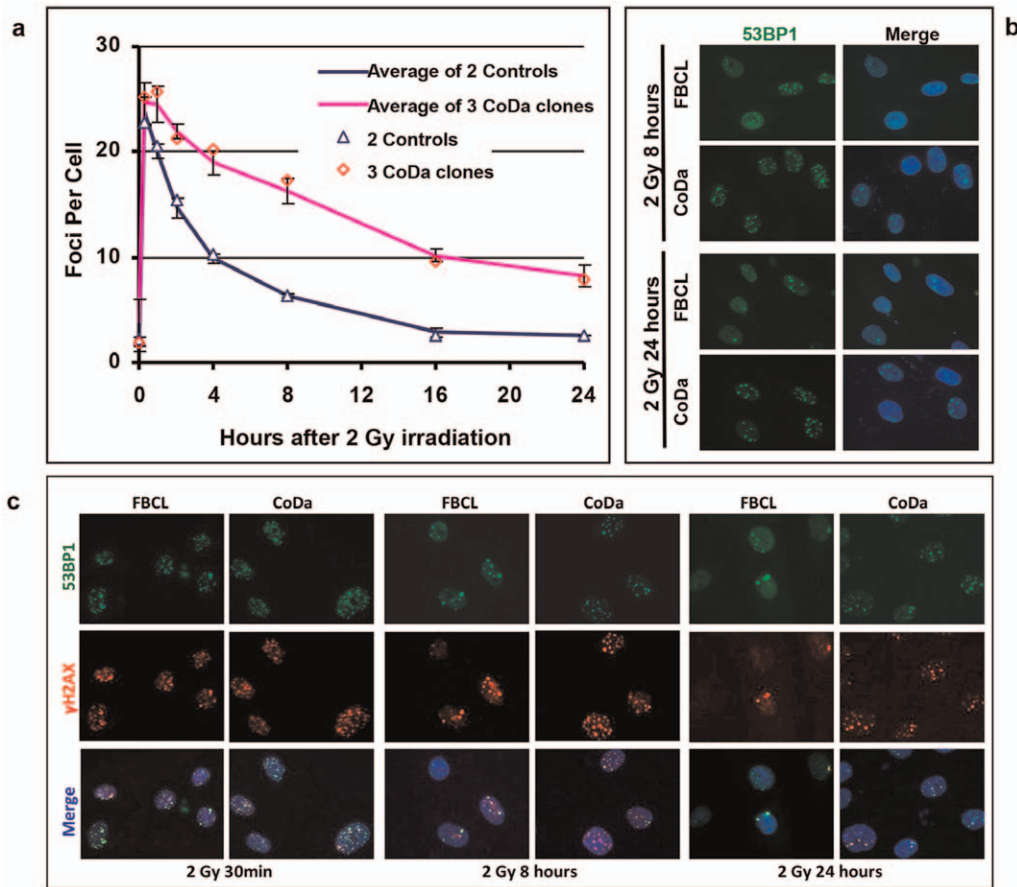 a
30
20
10
0
Foci Per Cell
Average of 2 Controls
Average of 3 CoDa clones
2 Controls
3 CoDa clones
0 4 8 12 16 20 24
Hours after 2 Gy irradiation
b
53BP1 Merge
2 Gy 8 hours
FBCL
CoDa
2 Gy 24 hours
FBCL
CoDa
c
FBCL CoDa FBCL CoDa FBCL CoDa
53BP1
γH2AX
Merge
2 Gy 30min 2 Gy 8 hours 2 Gy 24 hours